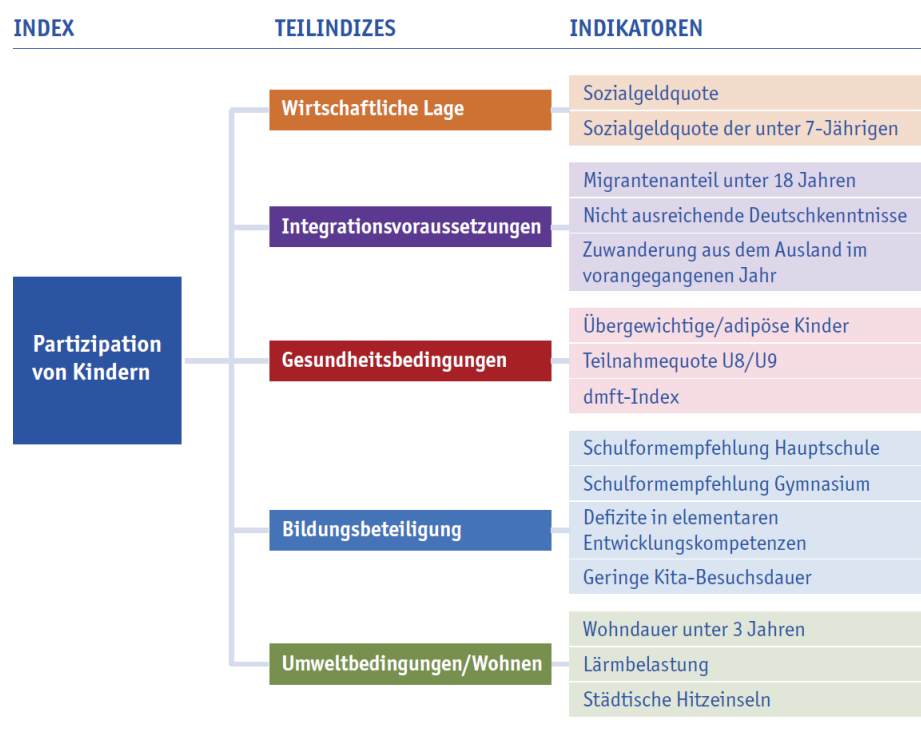 INDEX
TEILINDIZES
INDIKATOREN
Partizipation
von Kindern
Wirtschaftliche Lage
Sozialgeldquote
Sozialgeldquote der unter 7-Jährigen
Integrationsvoraussetzungen
Migrantenanteil unter 18 Jahren
Nicht ausreichende Deutschkenntnisse
Zuwanderung aus dem Ausland im
vorangegangenen Jahr
Gesundheitsbedingungen
Übergewichtige/adipöse Kinder
Teilnahmequote U8/U9
dmft-Index
Bildungsbeteiligung
Schulformempfehlung Hauptschule
Schulformempfehlung Gymnasium
Defizite in elementaren
Entwicklungskompetenzen
Geringe Kita-Besuchsdauer
Umweltbedingungen/Wohnen
Wohndauer unter 3 Jahren
Lärmbelastung
Städtische Hitzeinseln